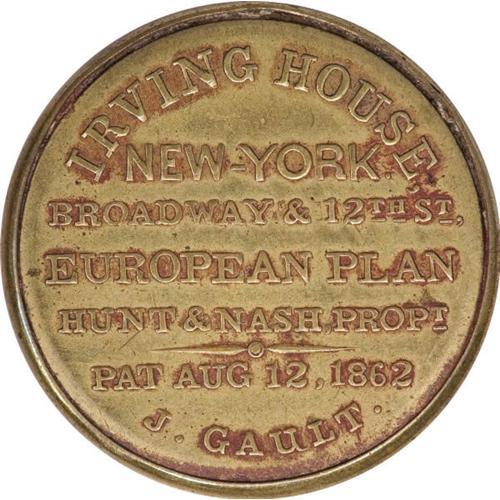 IRVING HOUSE
NEW-YORK.
BROADWAY & 12TH ST,
EUROPEAN PLAN
HUNT & NASH, PROPT
PAT AUG 12, 1862
J. GAULT.